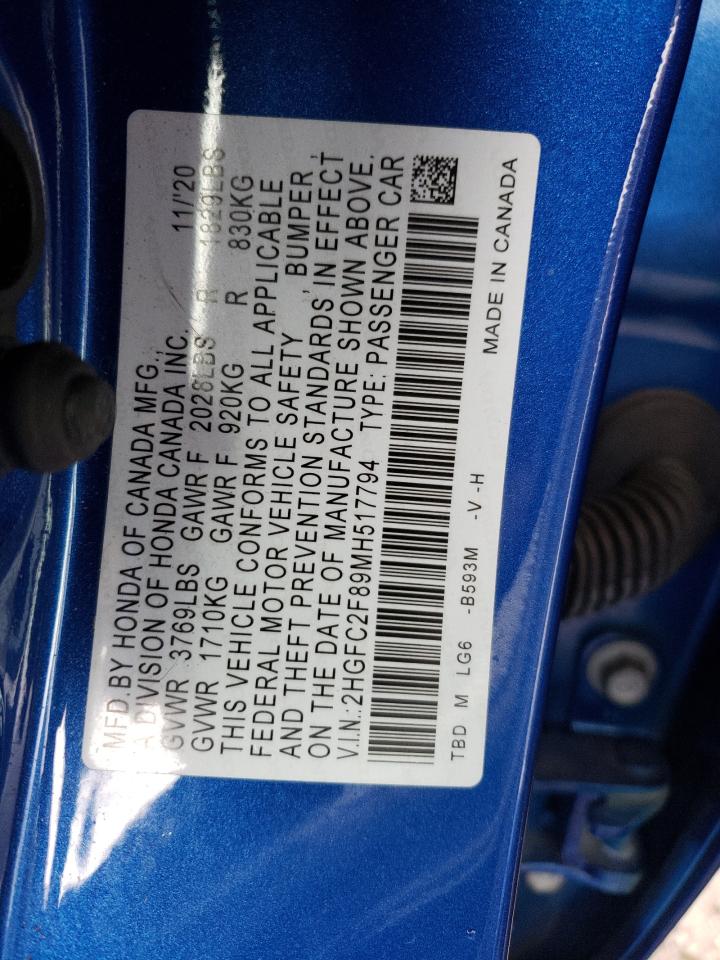 MFD.BY HONDA OF CANADA MFG.,
A DIVISION OF HONDA CANADA INC. 11/'20
GVWR 3769LBS GAWR F 2028LBS R 1829LBS
GVWR 1710KG GAWR F 920KG R 830KG
THIS VEHICLE CONFORMS TO ALL APPLICABLE
FEDERAL MOTOR VEHICLE SAFETY , BUMPER ,
AND THEFT PREVENTION STANDARDS IN EFFECT
ON THE DATE OF MANUFACTURE SHOWN ABOVE.
V.I.N.:2HGFC2F89MH517794 TYPE: PASSENGER CAR
TBD M LG6 -B593M -V -H MADE IN CANADA